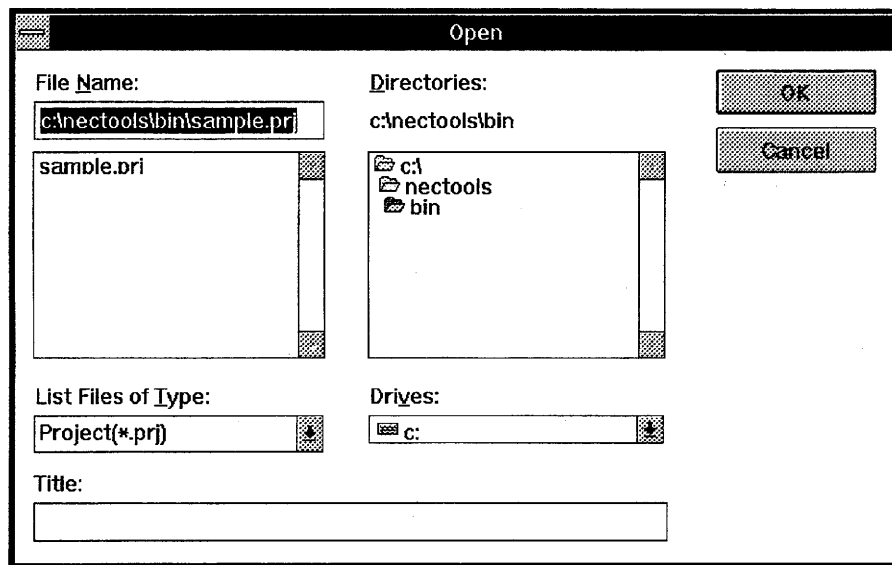 Open
File Name:
c:\nectools\bin\sample.prj
sample.prj
Directories:
c:\nectools\bin
c:\
nectools
bin
OK
Cancel
List Files of Type:
Project(*.prj)
Drives:
c:
Title: